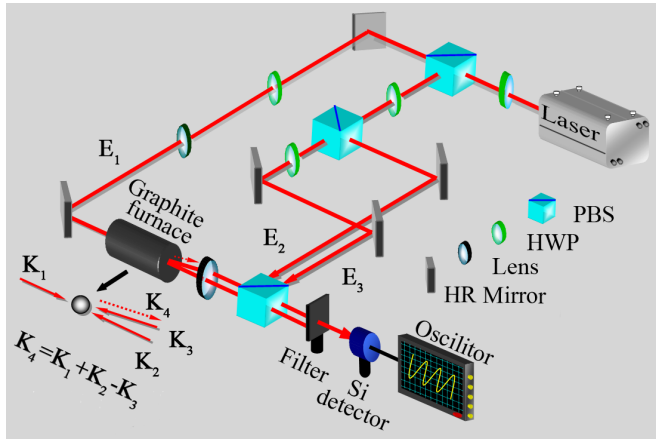 Laser
E1
Graphite
furnace
PBS
HWP
Lens
HR Mirror
E2
E3
K1
K4
K3
K2
K4=K1+K2-K3
Filter
Si
detector
Oscilitor